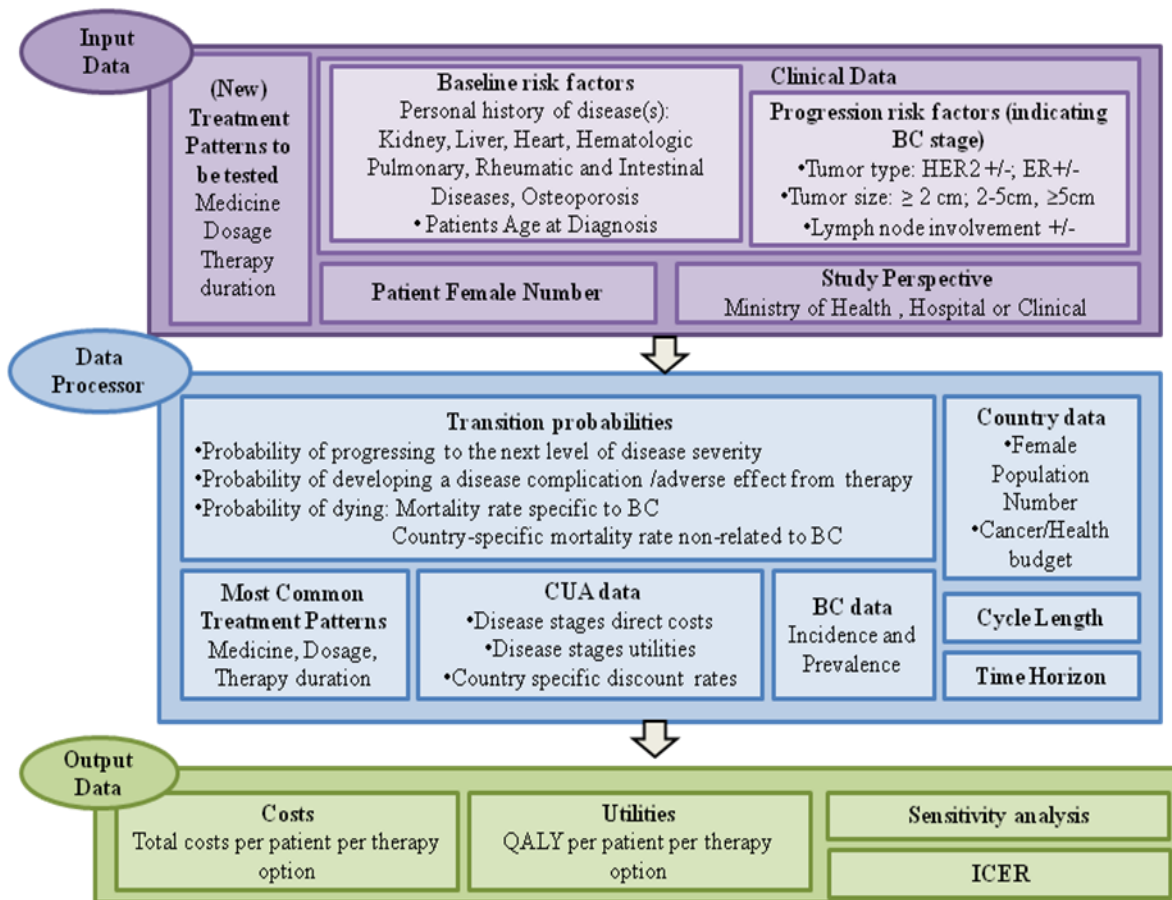 Input
Data
(New)
Treatment
Patterns to
be tested
Medicine
Dosage
Therapy
duration
Clinical Data
Baseline risk factors
Personal history of disease(s):
Kidney, Liver, Heart, Hematologic
Pulmonary, Rheumatic and Intestinal
Diseases, Osteoporosis
•Patients Age at Diagnosis
Progression risk factors (indicating
BC stage)
•Tumor type: HER2 +/-; ER+/-
•Tumor size: ≥ 2 cm; 2-5cm, ≥5cm
•Lymph node involvement +/-
Patient Female Number
Study Perspective
Ministry of Health , Hospital or Clinical
Data
Processor
Transition probabilities
•Probability of progressing to the next level of disease severity
•Probability of developing a disease complication /adverse effect from therapy
•Probability of dying: Mortality rate specific to BC
Country-specific mortality rate non-related to BC
Country data
•Female
Population
Number
•Cancer/Health
budget
Most Common
Treatment Patterns
Medicine, Dosage,
Therapy duration
CUA data
•Disease stages direct costs
•Disease stages utilities
•Country specific discount rates
BC data
Incidence and
Prevalence
Cycle Length
Time Horizon
Output
Data
Costs
Total costs per patient per therapy
option
Utilities
QALY per patient per therapy
option
Sensitivity analysis
ICER